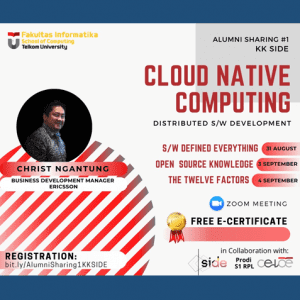 Fakultas Informatika
School of Computing
Telkom University
ALUMNI SHARING #1
KK SIDE
CLOUD NATIVE
COMPUTING
DISTRIBUTED S/W DEVELOPMENT
S/W DEFINED EVERYTHING 31 AUGUST
OPEN SOURCE KNOWLEDGE 3 SEPTEMBER
THE TWELVE FACTORS 4 SEPTEMBER
CHRIST NGANTUNG
BUSINESS DEVELOPMENT MANAGER
ERICSSON
ZOOM MEETING
FREE E-CERTIFICATE
REGISTRATION:
bit.ly/AlumniSharing1KKSIDE
in Collaboration with:
side
Prodi
S1 RPL